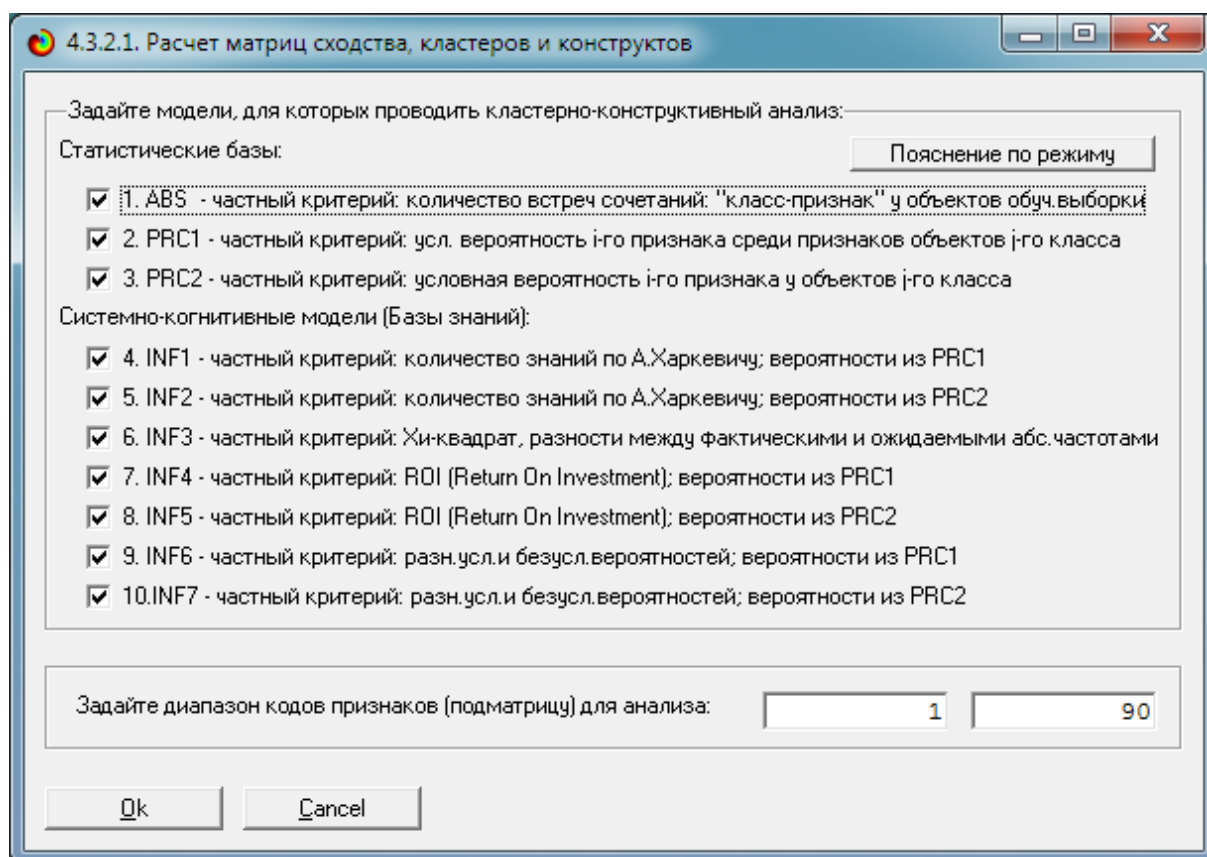 4.3.2.1. Расчет матриц сходства, кластеров и конструктов
Задайте модели, для которых проводить кластерно-конструктивный анализ:
Статистические базы:
Пояснение по режиму
1. ABS - частный критерий: количество встреч сочетаний: "класс-признак" у объектов обуч.выборки
2. PRC1 - частный критерий: усл. вероятность i-го признака среди признаков объектов j-го класса
3. PRC2 - частный критерий: условная вероятность i-го признака у объектов j-го класса
Системно-когнитивные модели (Базы знаний):
4. INF1 - частный критерий: количество знаний по А.Харкевичу; вероятности из PRC1
5. INF2 - частный критерий: количество знаний по А.Харкевичу; вероятности из PRC2
6. INF3 - частный критерий: Хи-квадрат, разности между фактическими и ожидаемыми абс.частотами
7. INF4 - частный критерий: ROI (Return On Investment); вероятности из PRC1
8. INF5 - частный критерий: ROI (Return On Investment); вероятности из PRC2
9. INF6 - частный критерий: разн.усл.и безусл.вероятностей; вероятности из PRC1
10.INF7 - частный критерий: разн.усл.и безусл.вероятностей; вероятности из PRC2
Задайте диапазон кодов признаков (подматрицу) для анализа: 1 90
Ok Cancel